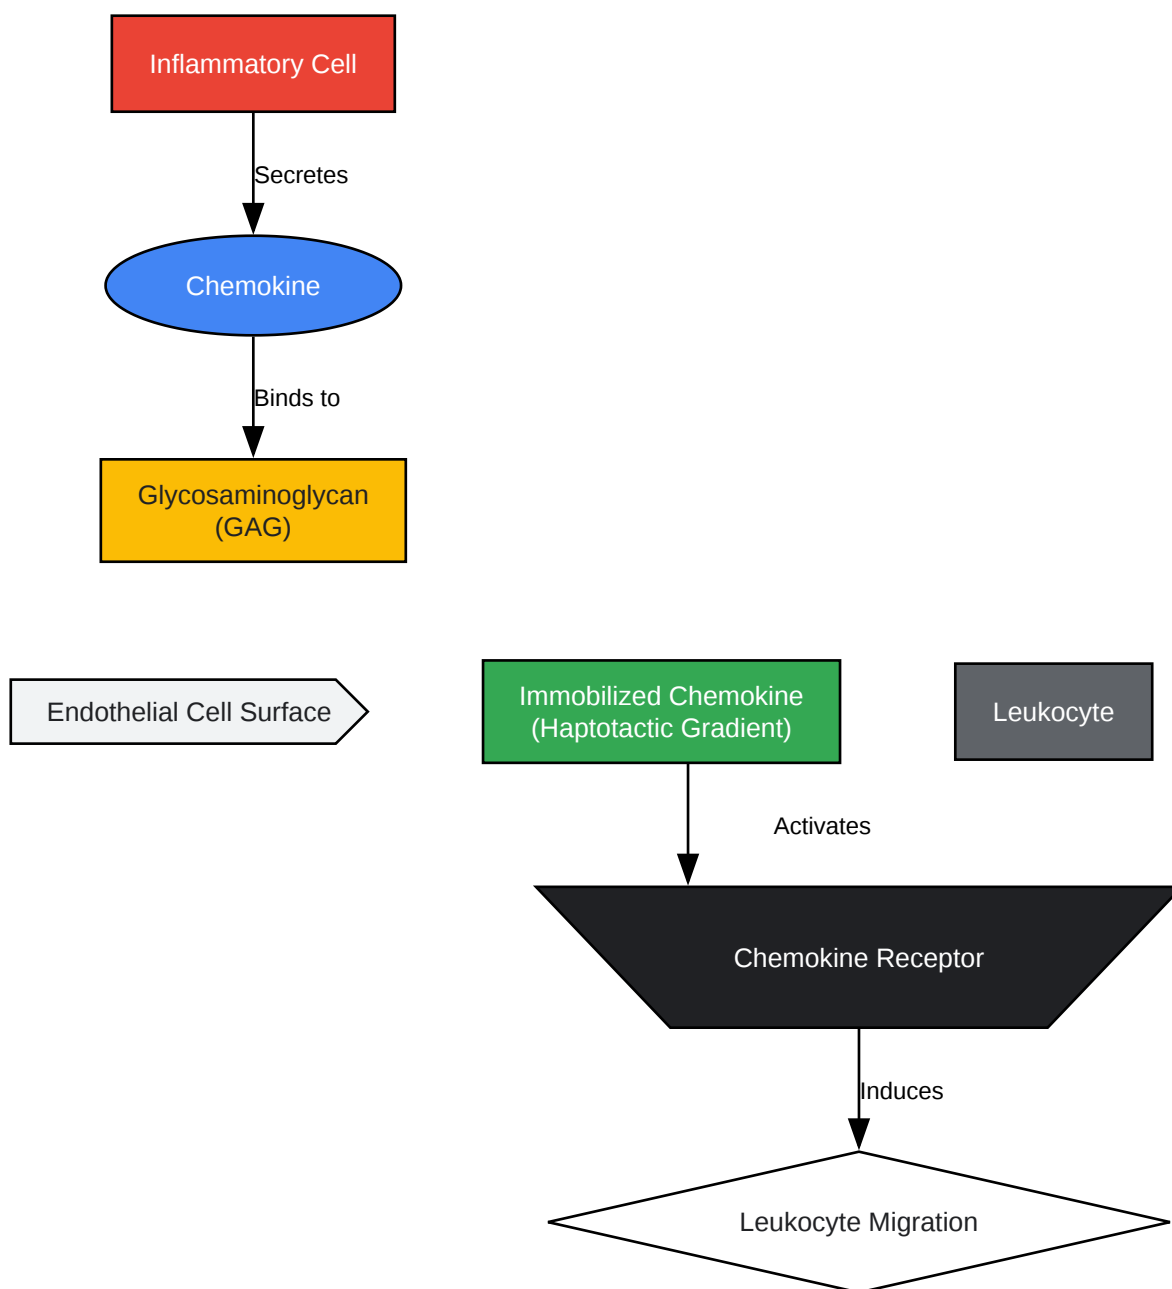 Inflammatory Cell
Secretes
Chemokine
Binds to
Glycosaminoglycan
(GAG)
Endothelial Cell Surface
Immobilized Chemokine
(Haptotactic Gradient)
Leukocyte
Activates
Chemokine Receptor
Induces
Leukocyte Migration